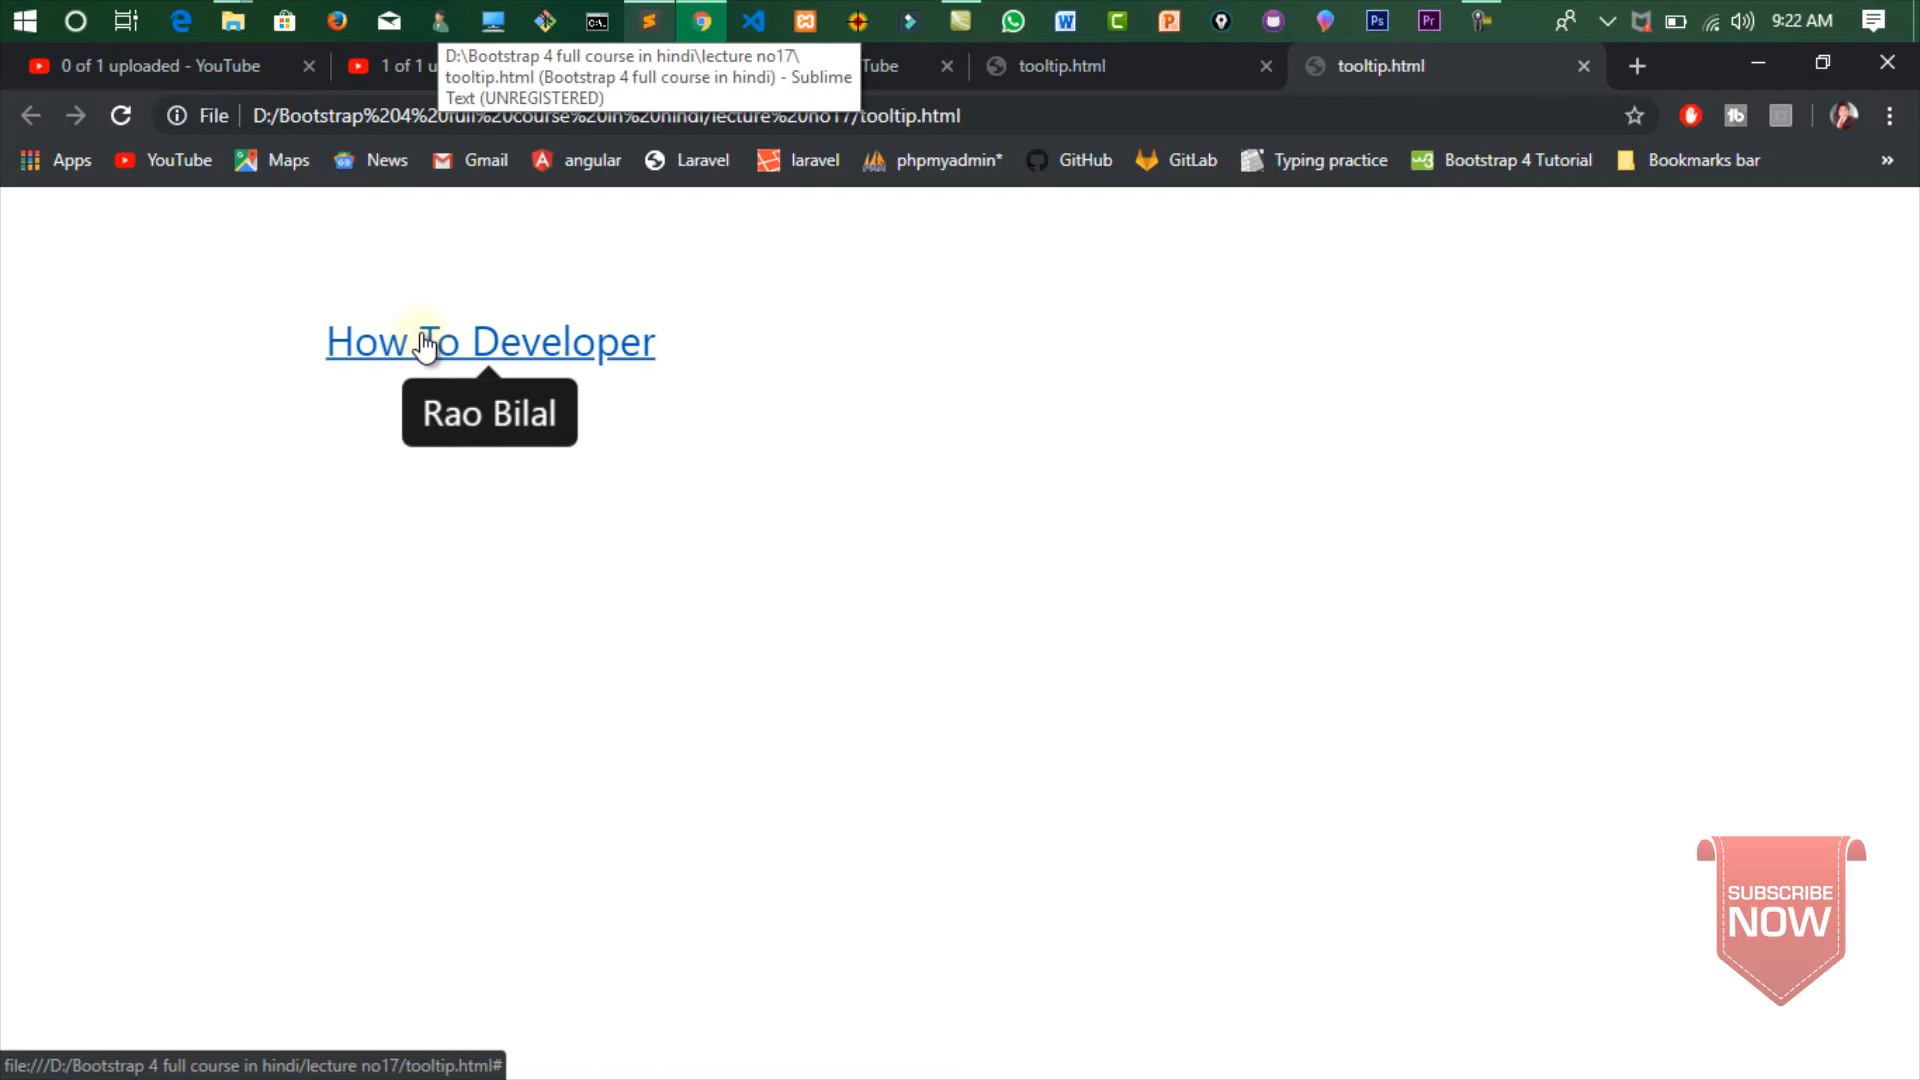 9:22 AM
0 of 1 uploaded - YouTube
1 of 1 u
D:\Bootstrap 4 full course in hindi\lecture no17\
tooltip.html (Bootstrap 4 full course in hindi) - Sublime
Text (UNREGISTERED)
Tube
tooltip.html
tooltip.html
File
D:/Bootstrap%204%20full%20course%20in%20hindi/lecture%20no17/tooltip.html
Apps
YouTube
Maps
News
Gmail
angular
Laravel
laravel
phpmyadmin*
GitHub
GitLab
Typing practice
Bootstrap 4 Tutorial
Bookmarks bar
»
How To Developer
Rao Bilal
SUBSCRIBE
NOW
file:///D:/Bootstrap 4 full course in hindi/lecture no17/tooltip.html#